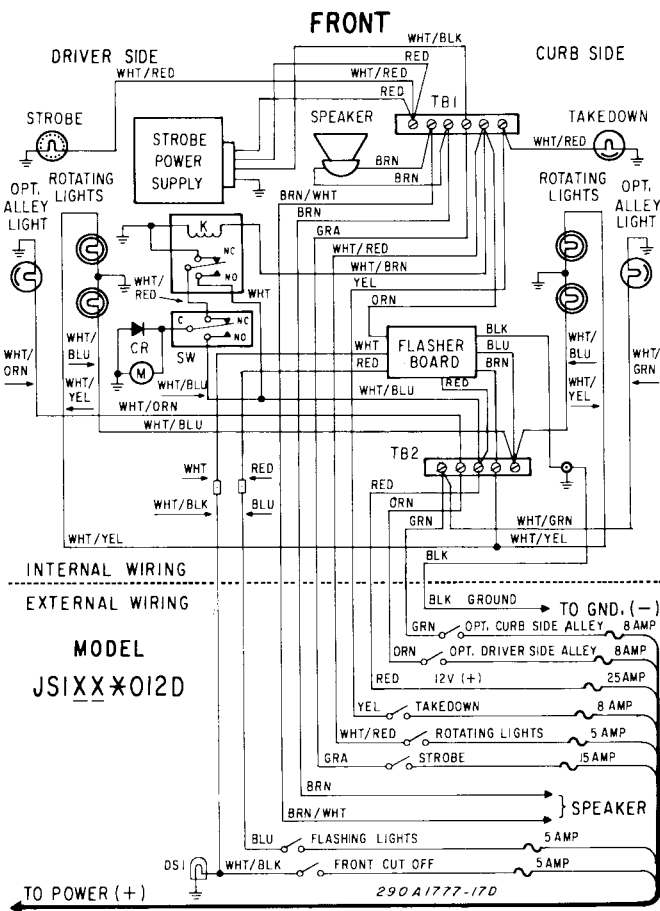 FRONT
DRIVER SIDE
CURB SIDE
WHT/BLK
RED
WHT/RED
WHT/RED
RED
TB1
STROBE
SPEAKER
TAKEDOWN
STROBE
POWER
SUPPLY
WHT/RED
BRN
BRN
OPT.
ALLEY
LIGHT
ROTATING
LIGHTS
ROTATING
LIGHTS
OPT.
ALLEY
LIGHT
BRN/WHT
BRN
K
GRA
NC
WHT/RED
NO
WHT/BRN
WHT/
RED
WHT
YEL
ORN
C
NC
NO
CR
SW
M
WHT
RED
FLASHER
BOARD
BLK
BLU
BRN
RED
WHT/
ORN
WHT/
BLU
WHT/
YEL
WHT/BLU
WHT/BLU
WHT/
BLU
WHT/
YEL
WHT/
GRN
WHT/ORN
WHT/BLU
TB2
WHT
RED
RED
WHT/BLK
BLU
ORN
GRN
WHT/GRN
WHT/YEL
WHT/YEL
BLK
INTERNAL WIRING
EXTERNAL WIRING
BLK GROUND
TO GND. (-)
GRN OPT. CURB SIDE ALLEY 8 AMP
MODEL
JS1XX*012D
ORN OPT. DRIVER SIDE ALLEY 8 AMP
RED 12V (+) 25 AMP
YEL TAKEDOWN 8 AMP
WHT/RED ROTATING LIGHTS 5 AMP
GRA STROBE 15 AMP
BRN
BRN/WHT
} SPEAKER
BLU FLASHING LIGHTS 5 AMP
DS1 WHT/BLK FRONT CUT OFF 5 AMP
TO POWER (+)
290A1777-17D